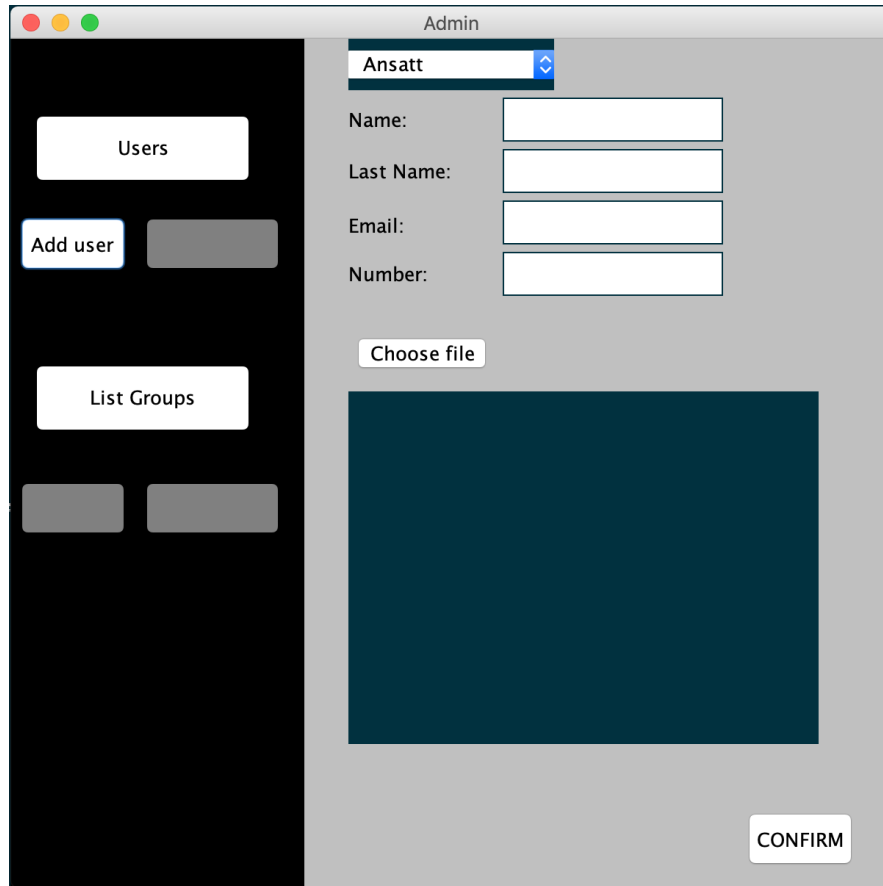 Admin
Users
Add user
List Groups
Ansatt
Name:
Last Name:
Email:
Number:
Choose file
CONFIRM